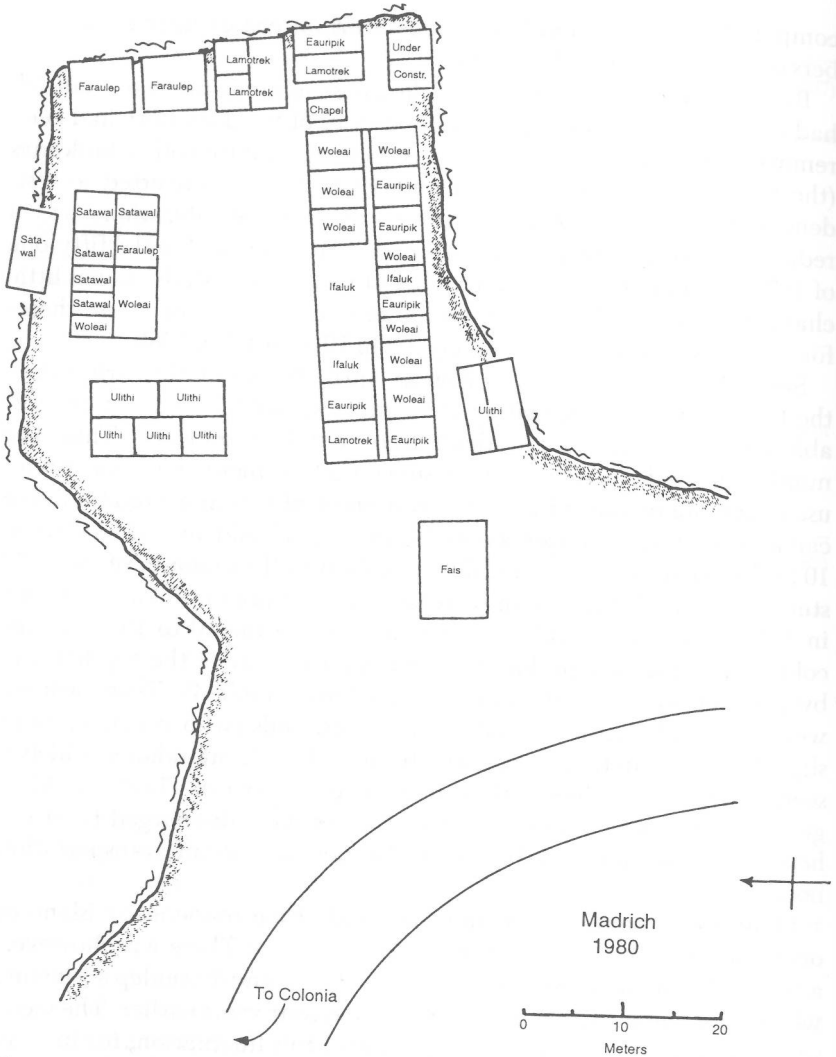 Eauripik
Lamotrek
Under
Constr.
Lamotrek
Lamotrek
Faraulep
Faraulep
Chapel
Woleai
Woleai
Woleai
Eauripik
Woleai
Eauripik
Woleai
Ifaluk
Ifaluk
Eauripik
Woleai
Ifaluk
Woleai
Eauripik
Woleai
Lamotrek
Eauripik
Satawal
Satawal
Satawal
Faraulep
Satawal
Satawal
Woleai
Woleai
Sata-
wal
Ulithi
Ulithi
Ulithi
Ulithi
Ulithi
Ulithi
Fais
Madrich
1980
To Colonia
0
10
20
Meters